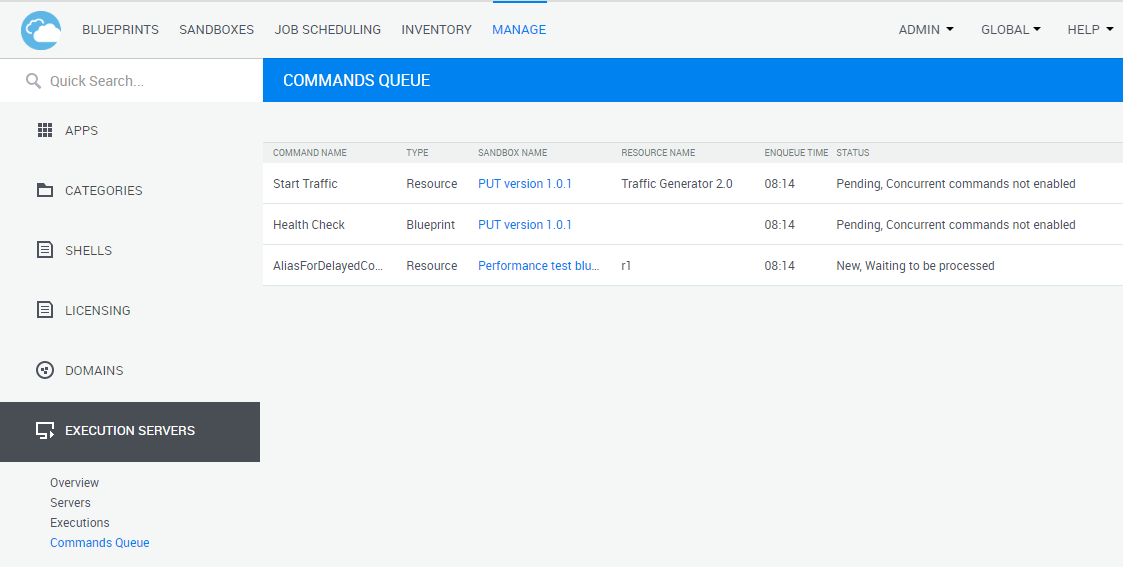 BLUEPRINTS SANDBOXES JOB SCHEDULING INVENTORY MANAGE ADMIN GLOBAL HELP
Quick Search...
COMMANDS QUEUE
APPS
CATEGORIES
SHELLS
LICENSING
DOMAINS
EXECUTION SERVERS
Overview
Servers
Executions
Commands Queue
COMMAND NAME TYPE SANDBOX NAME RESOURCE NAME ENQUEUE TIME STATUS
Start Traffic Resource PUT version 1.0.1 Traffic Generator 2.0 08:14 Pending, Concurrent commands not enabled
Health Check Blueprint PUT version 1.0.1 08:14 Pending, Concurrent commands not enabled
AliasForDelayedCo... Resource Performance test blu... r1 08:14 New, Waiting to be processed